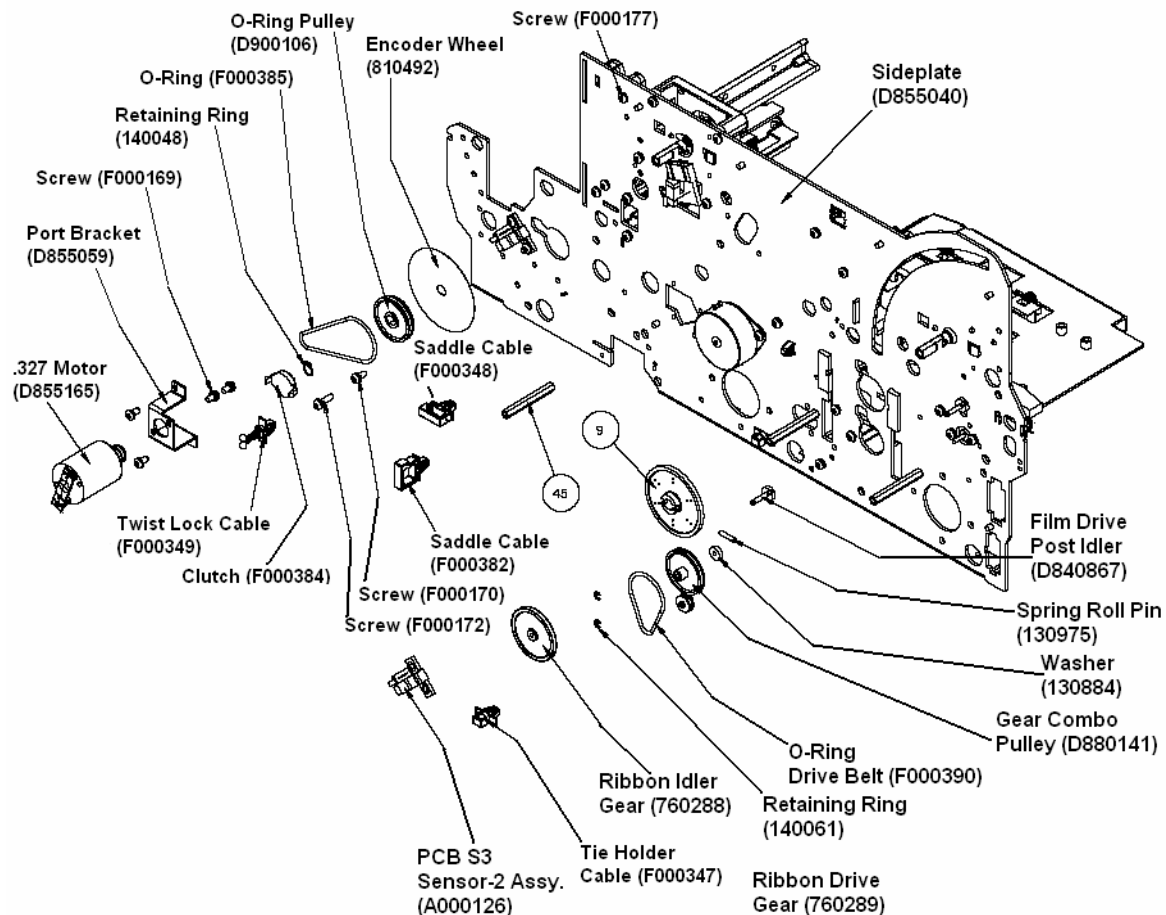 O-Ring Pulley
(D900106)
Screw (F000177)
Encoder Wheel
(810492)
O-Ring (F000385)
Sideplate
(D855040)
Retaining Ring
(140048)
Screw (F000169)
Port Bracket
(D855059)
Saddle Cable
(F000348)
.327 Motor
(D855165)
9
45
Twist Lock Cable
(F000349)
Saddle Cable
(F000382)
Film Drive
Post Idler
(D840867)
Clutch (F000384)
Screw (F000170)
Screw (F000172)
Spring Roll Pin
(130975)
Washer
(130884)
Gear Combo
Pulley (D880141)
O-Ring
Drive Belt (F000390)
Ribbon Idler
Gear (760288)
Retaining Ring
(140061)
PCB S3
Sensor-2 Assy.
(A000126)
Tie Holder
Cable (F000347)
Ribbon Drive
Gear (760289)